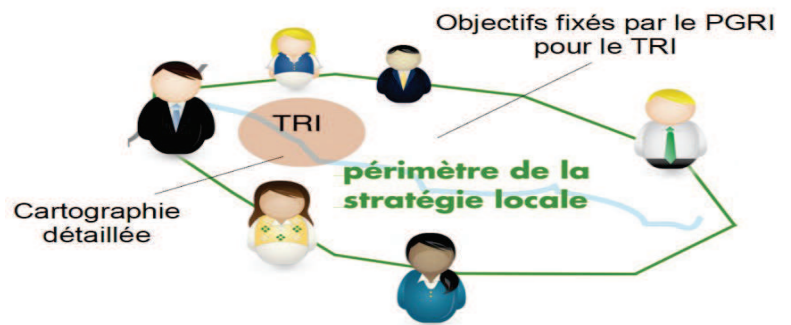 Objectifs fixés par le PGRI
pour le TRI
TRI
périmètre de la
stratégie locale
Cartographie
détaillée